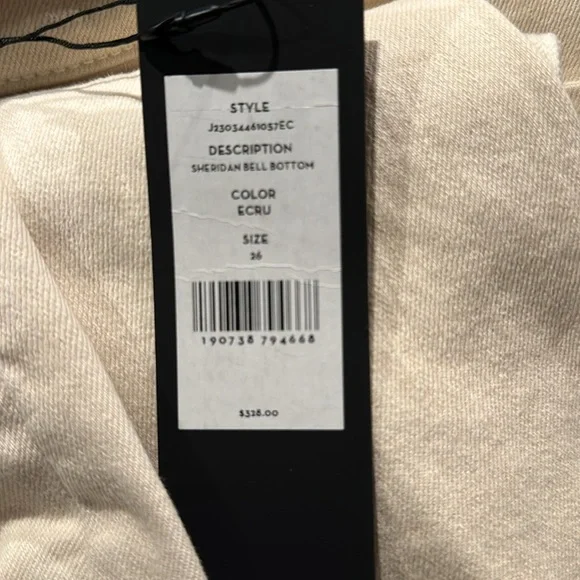 STYLE
J23034461057EC
DESCRIPTION
SHERIDAN BELL BOTTOM
COLOR
ECRU
SIZE
26
190738 794668
$328.00